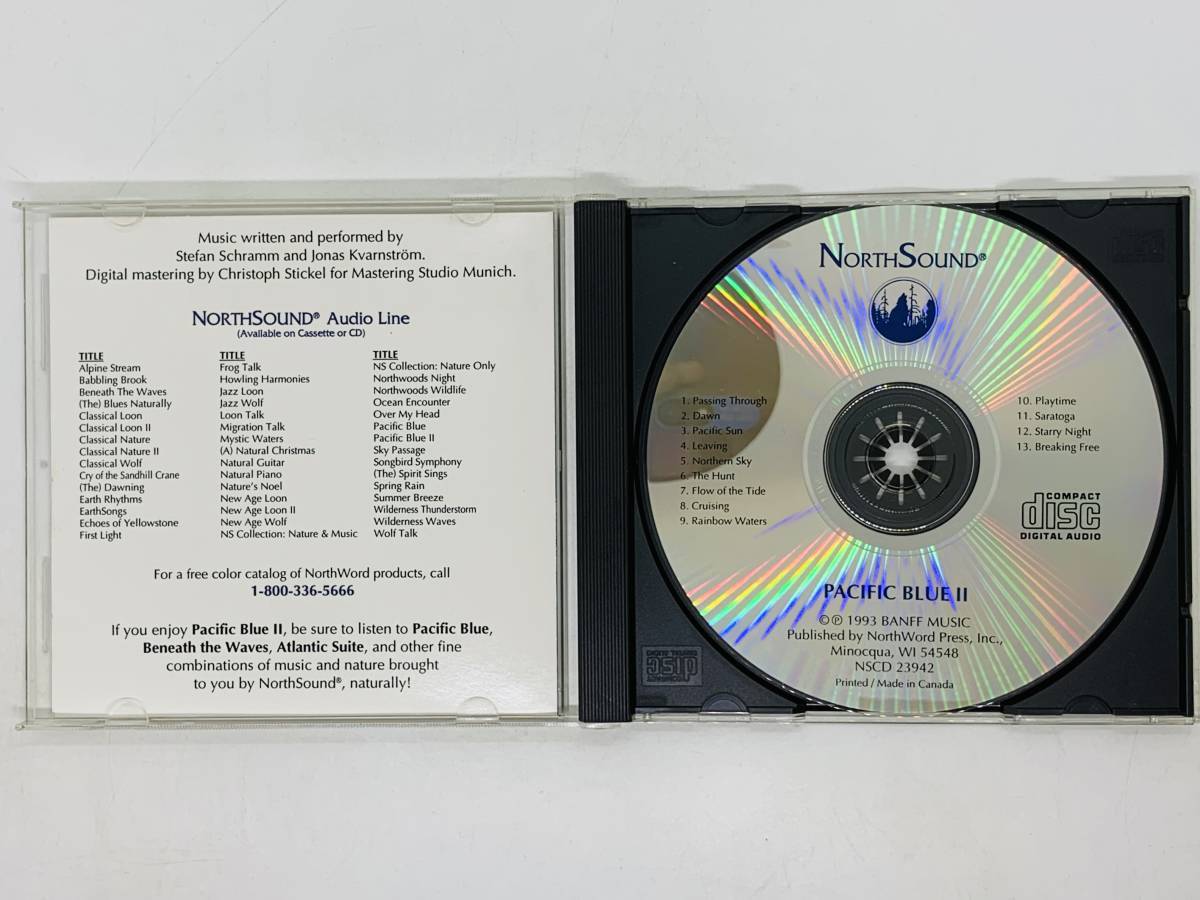 Music written and performed by
Stefan Schramm and Jonas Kvarnström.
Digital mastering by Christoph Stickel for Mastering Studio Munich.
NORTHSOUND® Audio Line
(Available on Cassette or CD)
TITLE
Alpine Stream
Babbling Brook
Beneath The Waves
(The) Blues Naturally
Classical Loon
Classical Loon II
Classical Nature
Classical Nature II
Classical Wolf
Cry of the Sandhill Crane
(The) Dawning
Earth Rhythms
EarthSongs
Echoes of Yellowstone
First Light
TITLE
Frog Talk
Howling Harmonies
Jazz Loon
Jazz Wolf
Loon Talk
Migration Talk
Mystic Waters
(A) Natural Christmas
Natural Guitar
Natural Piano
Nature's Noel
New Age Loon
New Age Loon II
New Age Wolf
NS Collection: Nature & Music
TITLE
NS Collection: Nature Only
Northwoods Night
Northwoods Wildlife
Ocean Encounter
Over My Head
Pacific Blue
Pacific Blue II
Sky Passage
Songbird Symphony
(The) Spirit Sings
Spring Rain
Summer Breeze
Wilderness Thunderstorm
Wilderness Waves
Wolf Talk
For a free color catalog of NorthWord products, call
1-800-336-5666
If you enjoy Pacific Blue II, be sure to listen to Pacific Blue,
Beneath the Waves, Atlantic Suite, and other fine
combinations of music and nature brought
to you by NorthSound®, naturally!
NORTHSOUND®
1. Passing Through
2. Dawn
3. Pacific Sun
4. Leaving
5. Northern Sky
6. The Hunt
7. Flow of the Tide
8. Cruising
9. Rainbow Waters
10. Playtime
11. Saratoga
12. Starry Night
13. Breaking Free
COMPACT
disc
DIGITAL AUDIO
PACIFIC BLUE II
©℗ 1993 BANFF MUSIC
Published by NorthWord Press, Inc.,
Minocqua, WI 54548
NSCD 23942
Printed / Made in Canada
COMPACT
disc
DIGITAL AUDIO